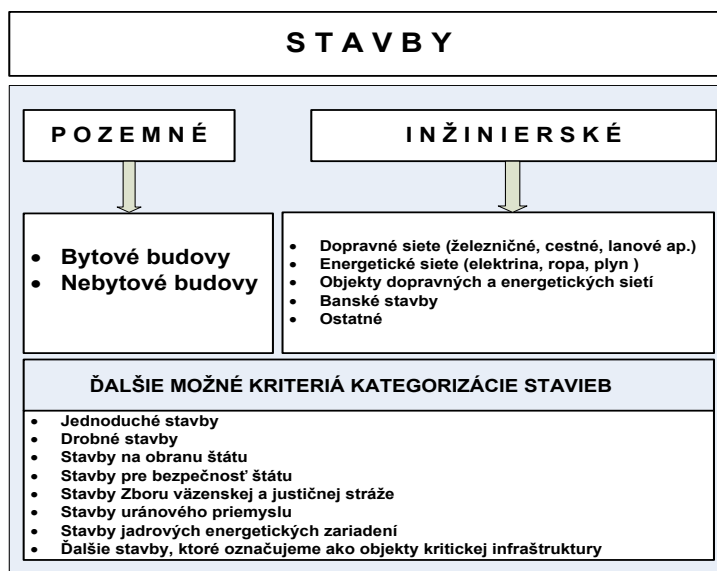 S T A V B Y
P O Z E M N É
I N Ž I N I E R S K É
• Bytové budovy
• Nebytové budovy
• Dopravné siete (železničné, cestné, lanové ap.)
• Energetické siete (elektrina, ropa, plyn )
• Objekty dopravných a energetických sietí
• Banské stavby
• Ostatné
ĎALŠIE MOŽNÉ KRITERIÁ KATEGORIZÁCIE STAVIEB
• Jednoduché stavby
• Drobné stavby
• Stavby na obranu štátu
• Stavby pre bezpečnosť štátu
• Stavby Zboru väzenskej a justičnej stráže
• Stavby uránového priemyslu
• Stavby jadrových energetických zariadení
• Ďalšie stavby, ktoré označujeme ako objekty kritickej infraštruktury